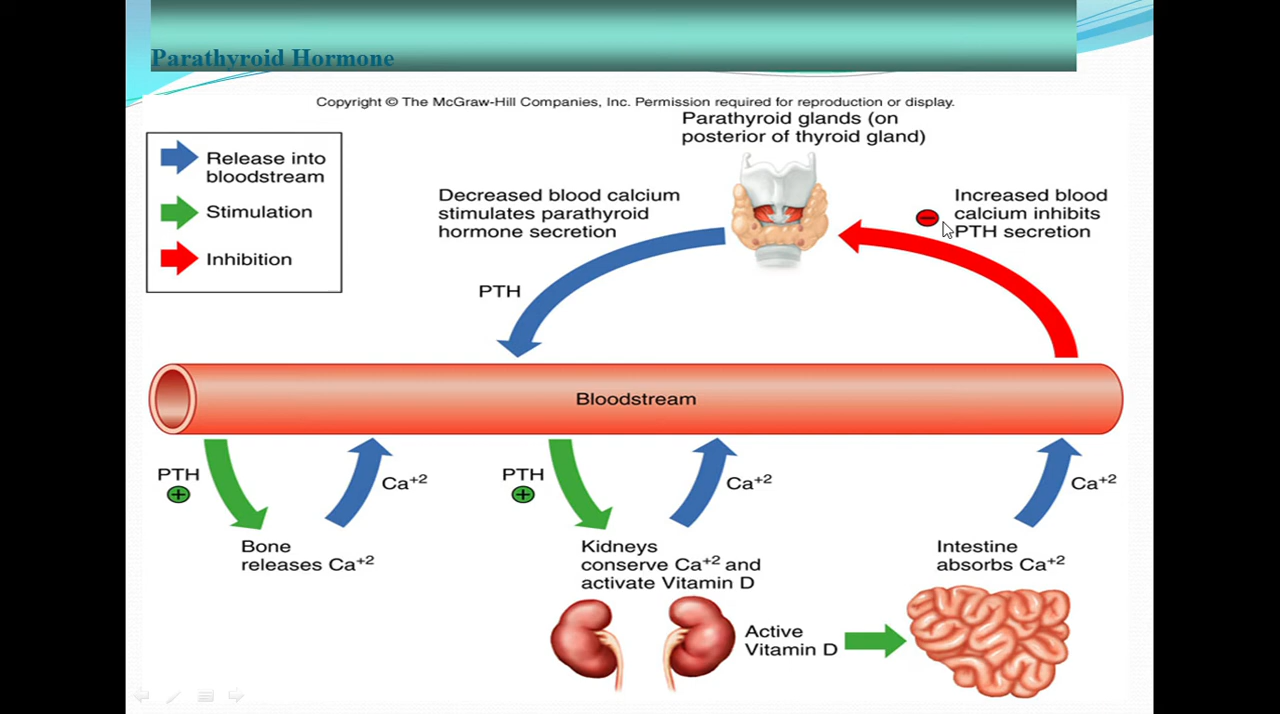 Parathyroid Hormone
Copyright © The McGraw-Hill Companies, Inc. Permission required for reproduction or display.
Parathyroid glands (on
posterior of thyroid gland)
Release into
bloodstream
Stimulation
Inhibition
Decreased blood calcium
stimulates parathyroid
hormone secretion
Increased blood
calcium inhibits
PTH secretion
PTH
Bloodstream
PTH
Ca⁺²
PTH
Ca⁺²
Ca⁺²
Bone
releases Ca⁺²
Kidneys
conserve Ca⁺² and
activate Vitamin D
Intestine
absorbs Ca⁺²
Active
Vitamin D